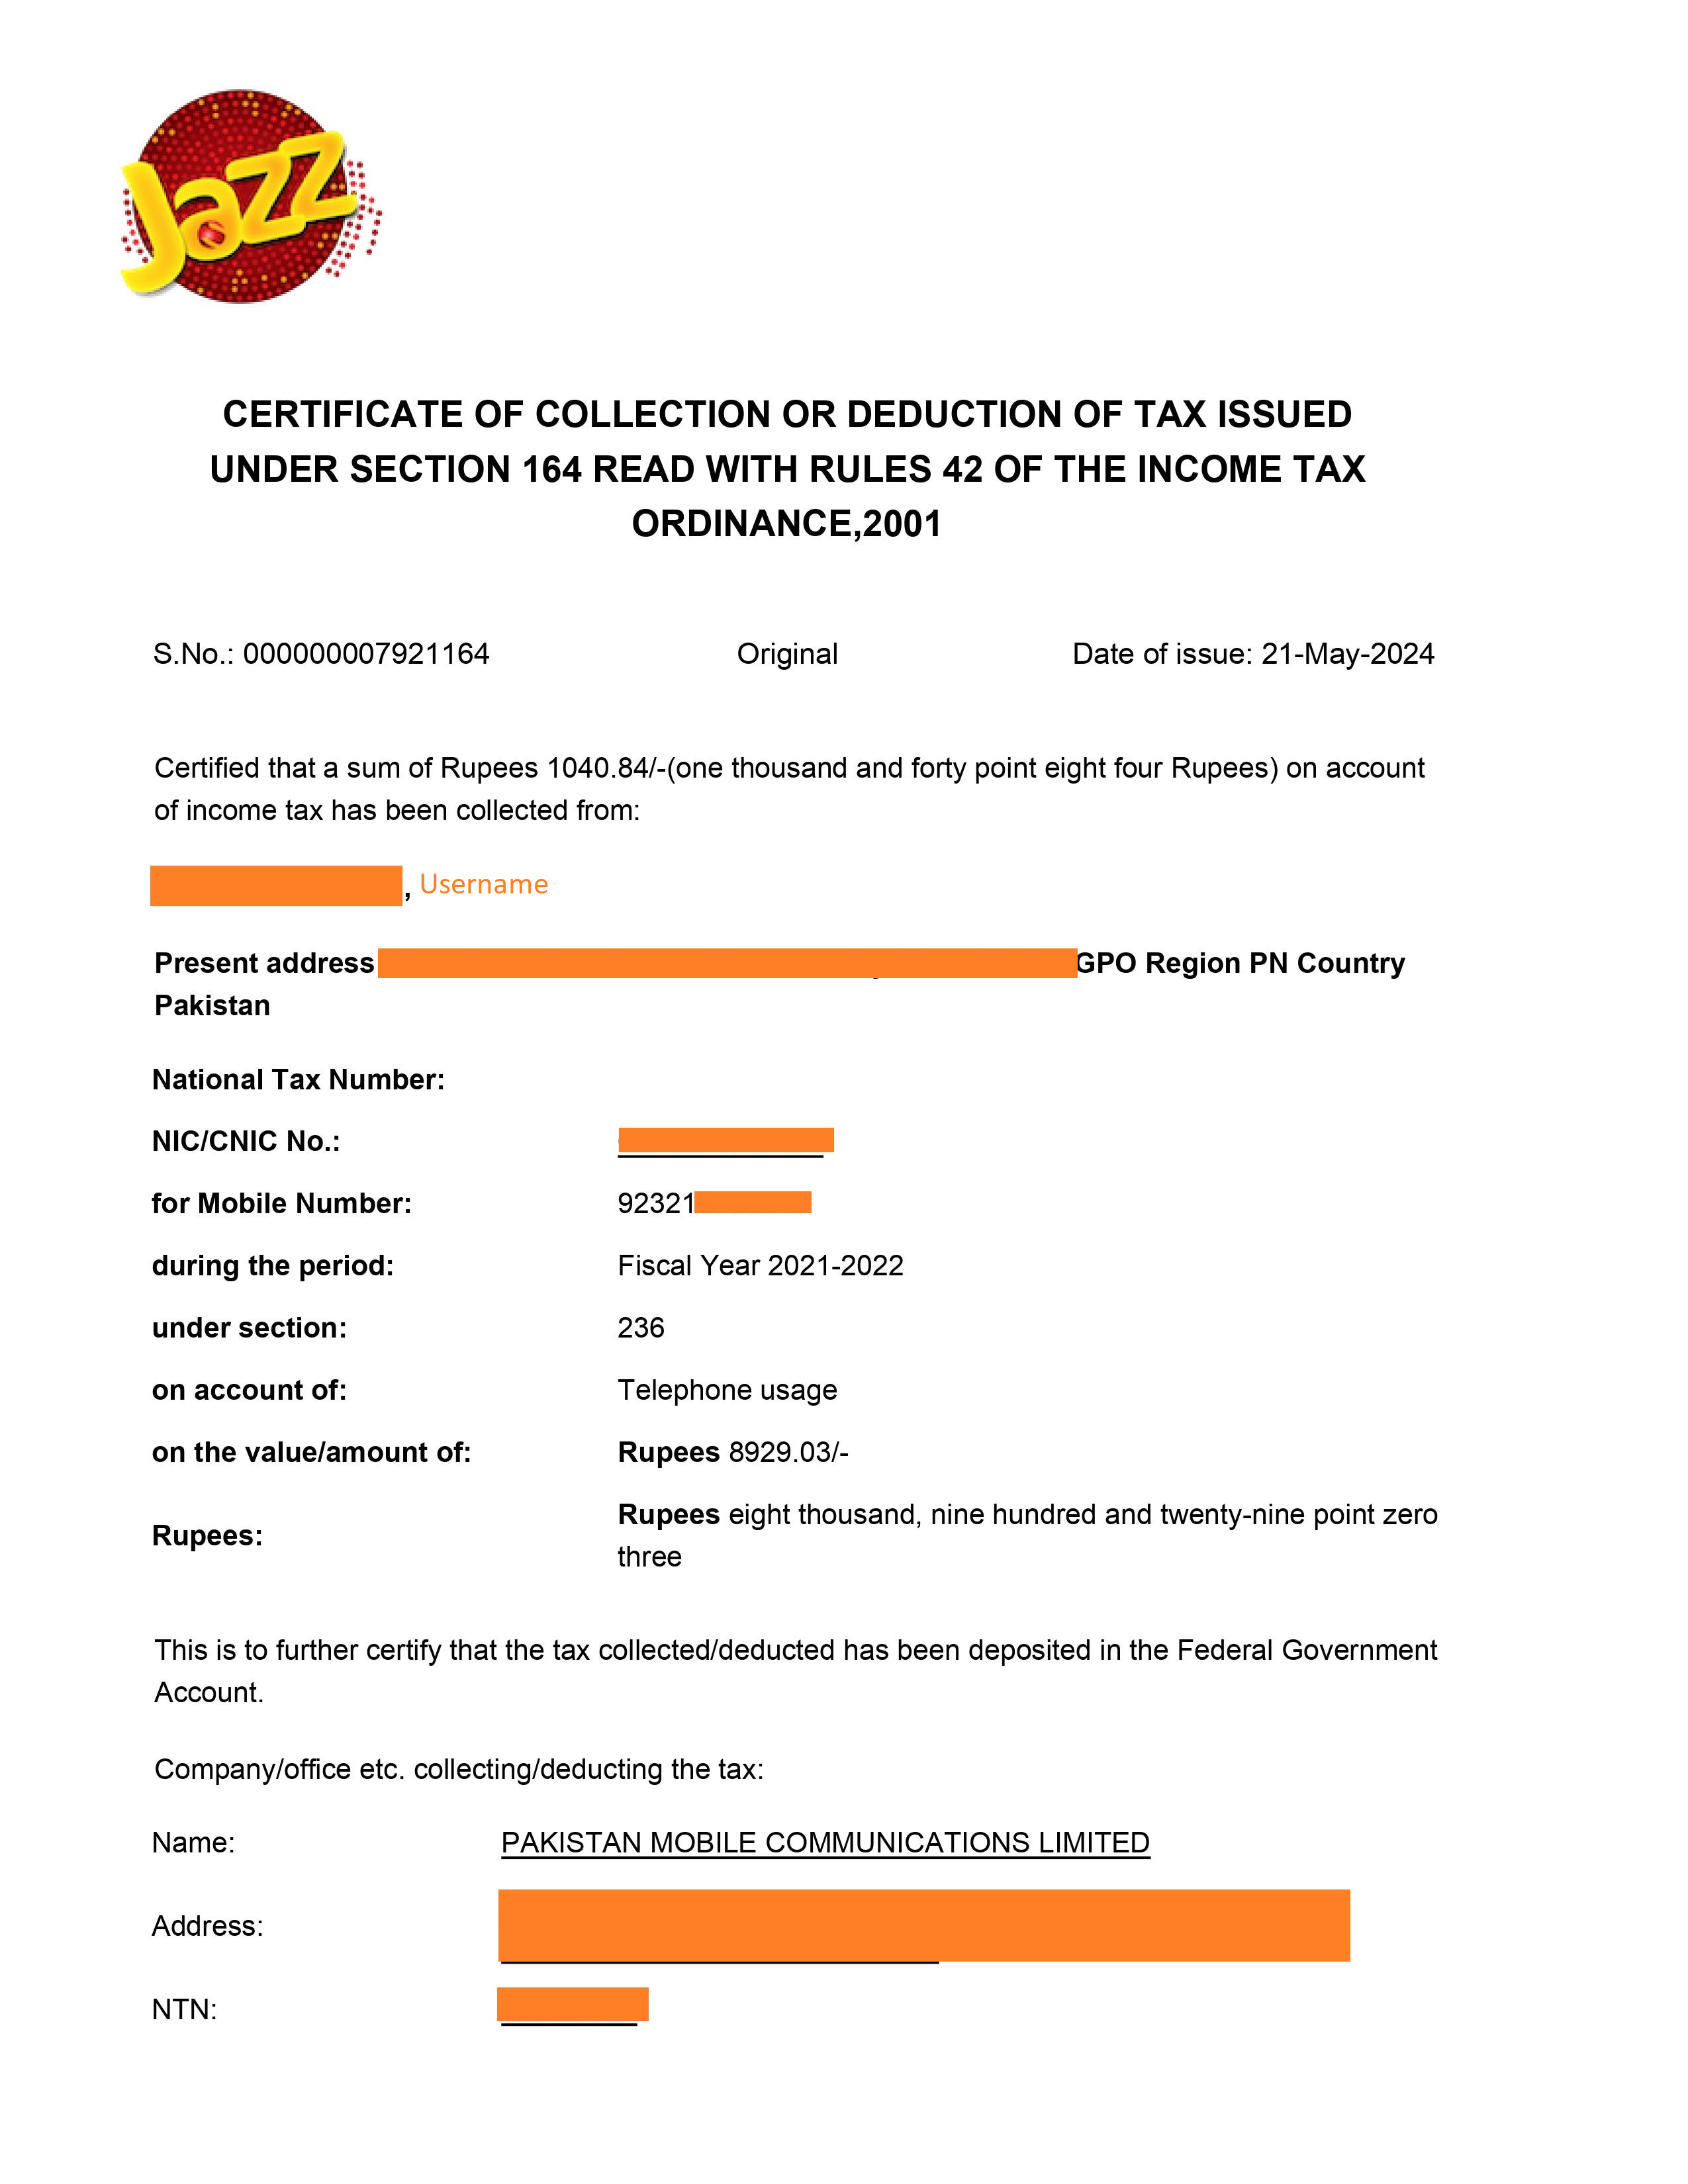 Jazz
CERTIFICATE OF COLLECTION OR DEDUCTION OF TAX ISSUED
UNDER SECTION 164 READ WITH RULES 42 OF THE INCOME TAX
ORDINANCE,2001
S.No.: 000000007921164 Original Date of issue: 21-May-2024
Certified that a sum of Rupees 1040.84/-(one thousand and forty point eight four Rupees) on account
of income tax has been collected from:
, Username
Present address GPO Region PN Country
Pakistan
National Tax Number:
NIC/CNIC No.:
for Mobile Number: 92321
during the period: Fiscal Year 2021-2022
under section: 236
on account of: Telephone usage
on the value/amount of: Rupees 8929.03/-
Rupees: Rupees eight thousand, nine hundred and twenty-nine point zero
three
This is to further certify that the tax collected/deducted has been deposited in the Federal Government
Account.
Company/office etc. collecting/deducting the tax:
Name: PAKISTAN MOBILE COMMUNICATIONS LIMITED
Address:
NTN: